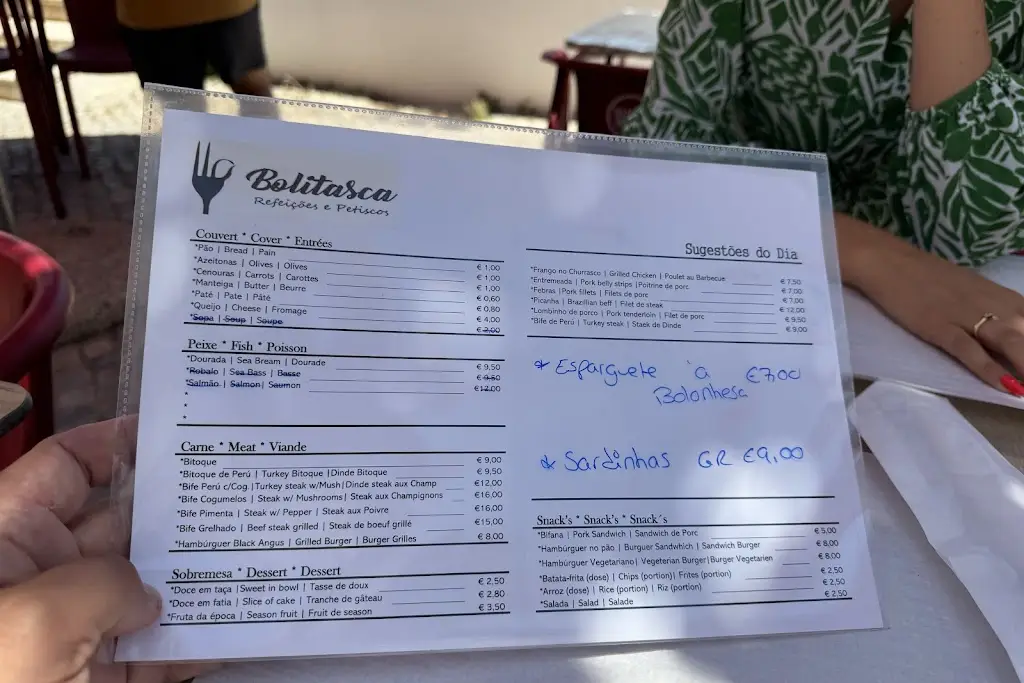 Bolitasca
Refeições e Petiscos
Couvert * Cover * Entrées
*Pão | Bread | Pain € 1,00
*Azeitonas | Olives | Olives € 1,00
*Cenouras | Carrots | Carottes € 1,00
*Manteiga | Butter | Beurre € 0,60
*Paté | Pate | Pâté € 0,80
*Queijo | Cheese | Fromage € 4,00
*Sopa | Soup | Soupe € 2,00
Peixe * Fish * Poisson
*Dourada | Sea Bream | Dourade € 9,50
*Robalo | Sea Bass | Basse € 9,50
*Salmão | Salmon | Saumon €12,00
*
*
*
Carne * Meat * Viande
*Bitoque € 9,00
*Bitoque de Perú | Turkey Bitoque |Dinde Bitoque € 9,50
*Bife Perú c/Cog.|Turkey steak w/Mush|Dinde steak aux Champ €12,00
*Bife Cogumelos | Steak w/ Mushrooms| Steak aux Champignons €16,00
*Bife Pimenta | Steak w/ Pepper | Steak aux Poivre €16,00
*Bife Grelhado | Beef steak grilled | Steak de boeuf grillé €15,00
*Hambúrguer Black Angus | Grilled Burger | Burger Grilles € 8,00
Sobremesa * Dessert * Dessert
*Doce em taça |Sweet in bowl | Tasse de doux € 2,50
*Doce em fatia | Slice of cake | Tranche de gâteau € 2,80
*Fruta da época | Season fruit | Fruit de season € 3,50
Sugestões do Dia
*Frango no Churrasco | Grilled Chicken | Poulet au Barbecue € 7,50
*Entremeada | Pork belly strips |Poitrine de porc € 7,00
*Febras |Pork fillets | Filets de porc € 7,00
*Picanha | Brazillian beff | Filet de steak € 12,00
*Lombinho de porco | Pork tenderloin | Filet de porc € 9,50
*Bife de Perú | Turkey steak | Staek de Dinde € 9,00
* Esparguete à €7,00
Bolonhesa
* Sardinhas GR €9,00
Snack's * Snack's * Snack´s
*Bifana | Pork Sandwich | Sandwich de Porc € 5,00
*Hambúrguer no pão | Burguer Sandwhich | Sandwich Burger € 8,00
*Hambúrguer Vegetariano| Vegeterian Burger|Burger Vegetarien € 8,00
*Batata-frita (dose) | Chips (portion)| Frites (portion) € 2,50
*Arroz (dose) | Rice (portion) | Riz (portion) € 2,50
*Salada | Salad | Salade € 2,50